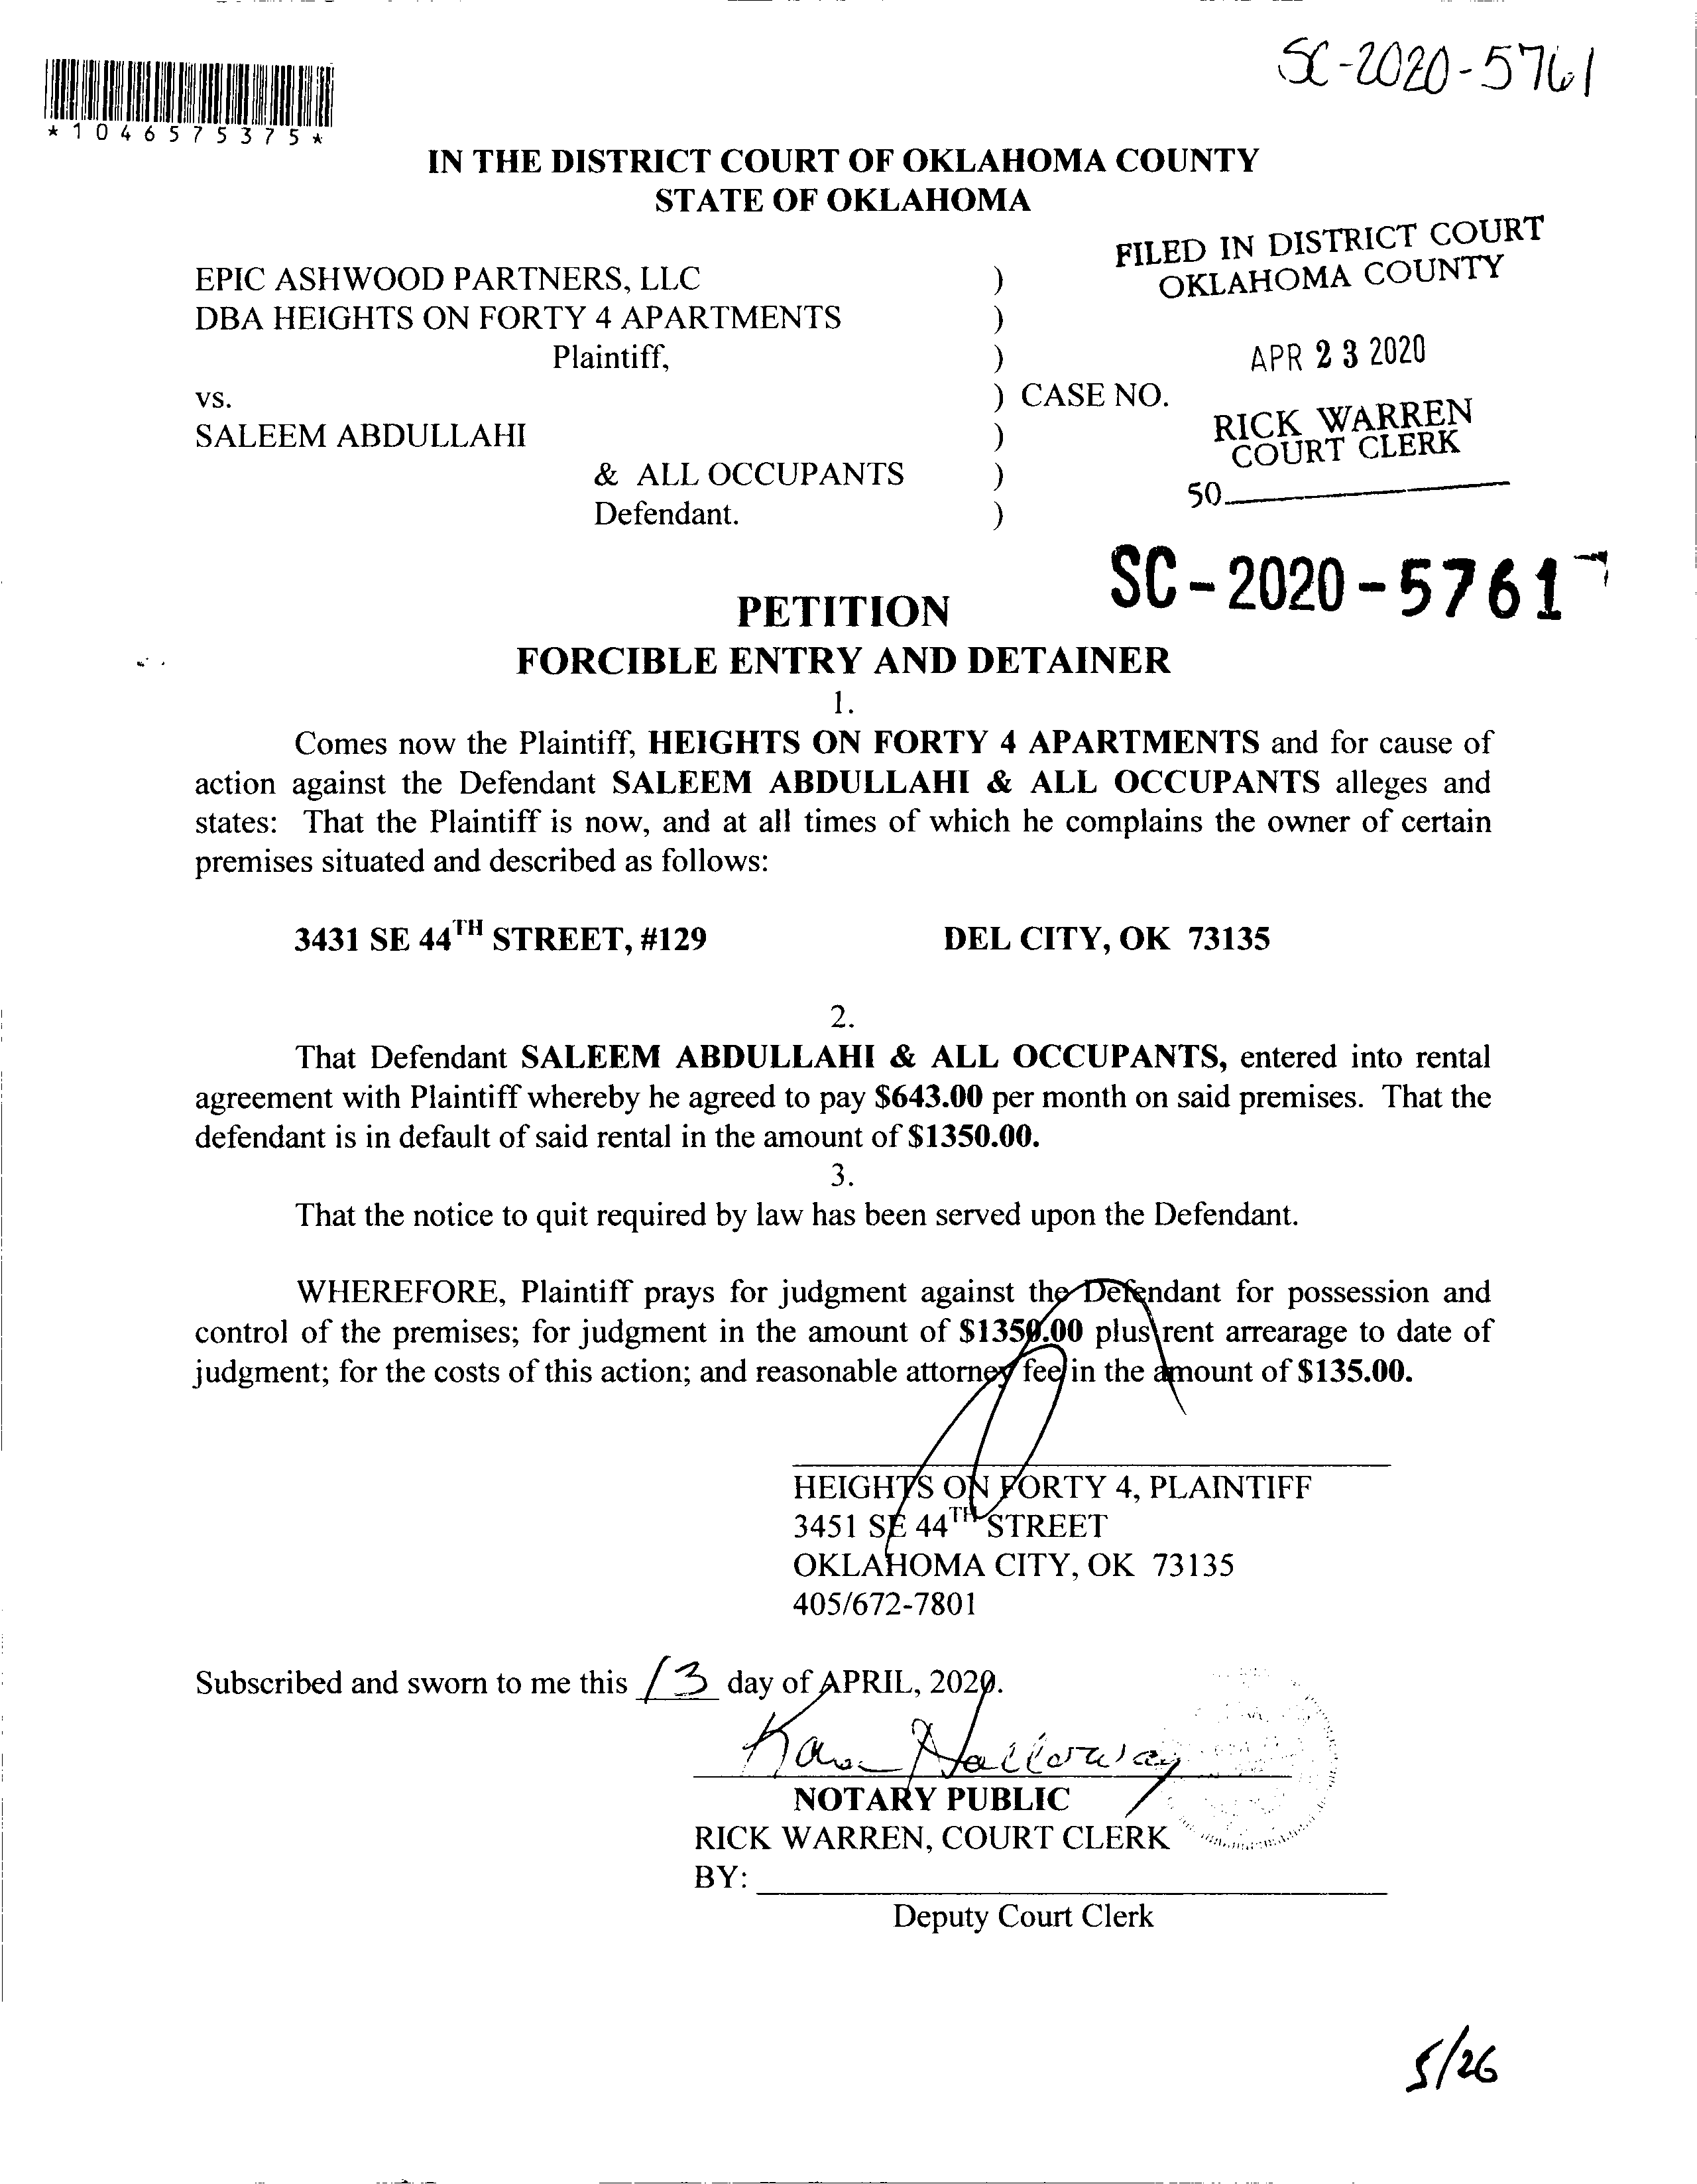 SC-2020-5761
*1046575375*
IN THE DISTRICT COURT OF OKLAHOMA COUNTY
STATE OF OKLAHOMA
FILED IN DISTRICT COURT
OKLAHOMA COUNTY
EPIC ASHWOOD PARTNERS, LLC )
DBA HEIGHTS ON FORTY 4 APARTMENTS )
Plaintiff, )
APR 23 2020
vs. ) CASE NO.
RICK WARREN
COURT CLERK
SALEEM ABDULLAHI )
& ALL OCCUPANTS )
50
Defendant. )
SC-2020-5761
PETITION
FORCIBLE ENTRY AND DETAINER
1.
Comes now the Plaintiff, HEIGHTS ON FORTY 4 APARTMENTS and for cause of
action against the Defendant SALEEM ABDULLAHI & ALL OCCUPANTS alleges and
states: That the Plaintiff is now, and at all times of which he complains the owner of certain
premises situated and described as follows:
3431 SE 44TH STREET, #129 DEL CITY, OK 73135
2.
That Defendant SALEEM ABDULLAHI & ALL OCCUPANTS, entered into rental
agreement with Plaintiff whereby he agreed to pay $643.00 per month on said premises. That the
defendant is in default of said rental in the amount of $1350.00.
3.
That the notice to quit required by law has been served upon the Defendant.
WHEREFORE, Plaintiff prays for judgment against the Defendant for possession and
control of the premises; for judgment in the amount of $1350.00 plus rent arrearage to date of
judgment; for the costs of this action; and reasonable attorney fee in the amount of $135.00.
HEIGHTS ON FORTY 4, PLAINTIFF
3451 SE 44TH STREET
OKLAHOMA CITY, OK 73135
405/672-7801
Subscribed and sworn to me this 13 day of APRIL, 2020.
Karen Halloway
NOTARY PUBLIC
RICK WARREN, COURT CLERK
BY:
Deputy Court Clerk
5/26